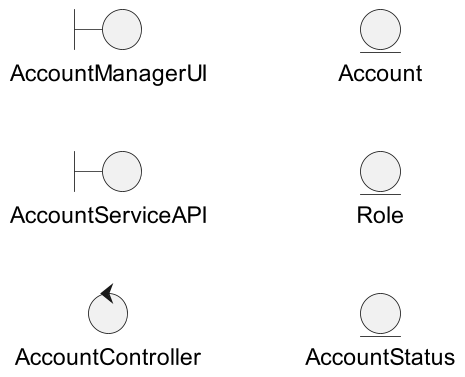 AccountManagerUI
Account
AccountServiceAPI
Role
AccountController
AccountStatus